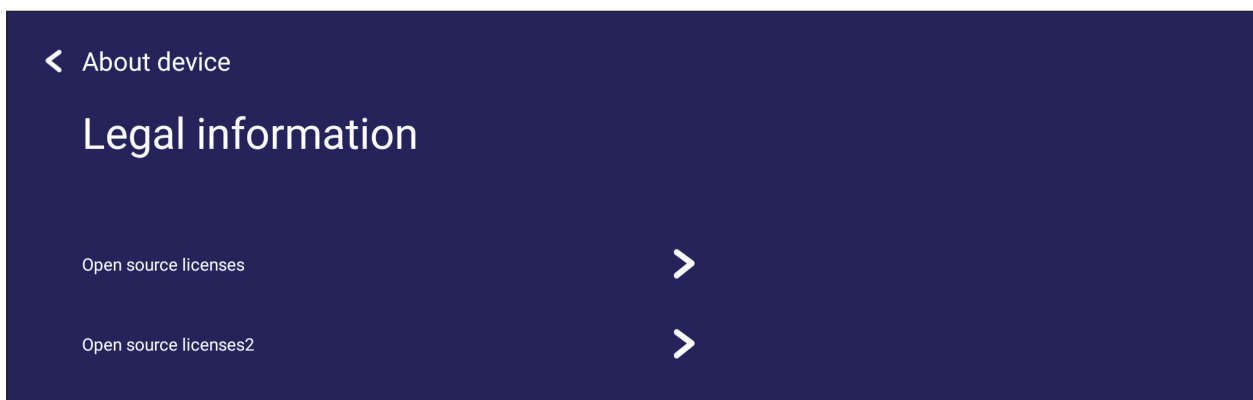 About device
Legal information
Open source licenses
Open source licenses2